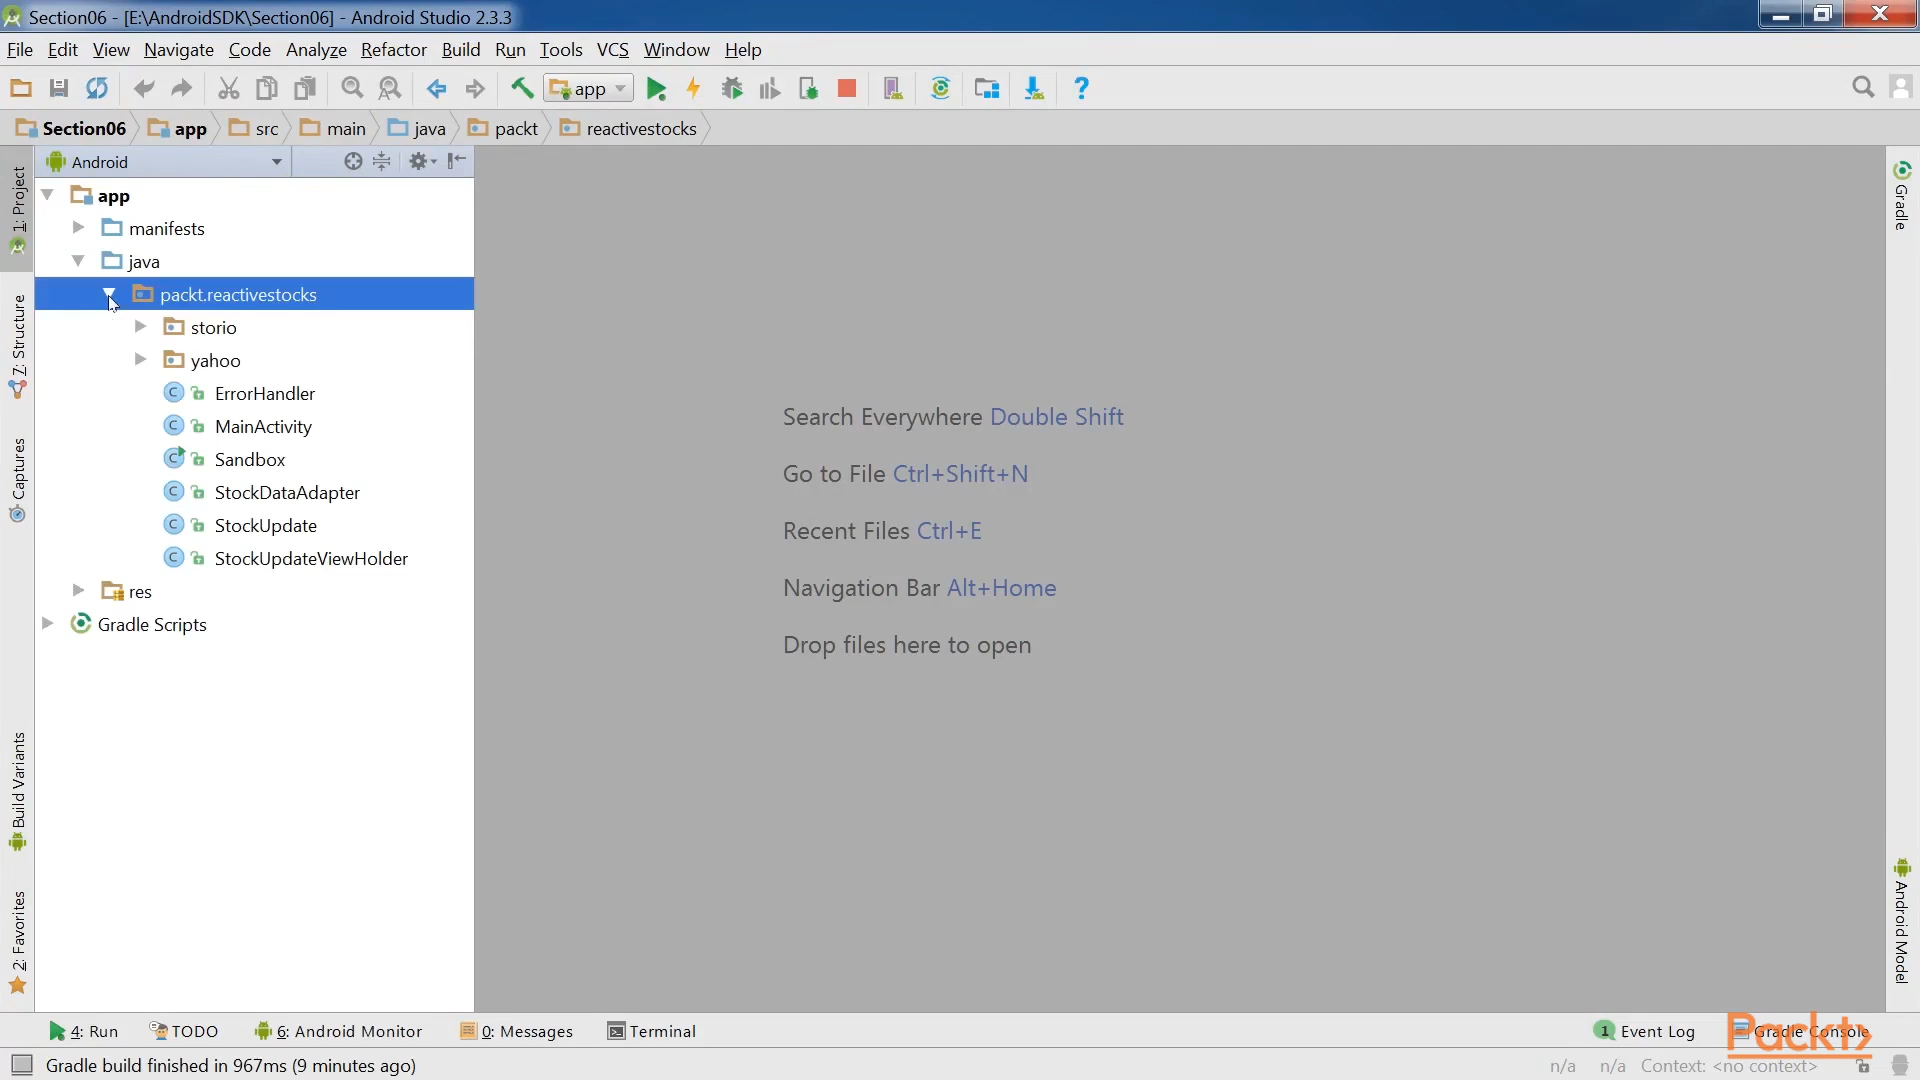 Section06 - [E:\AndroidSDK\Section06] - Android Studio 2.3.3
File Edit View Navigate Code Analyze Refactor Build Run Tools VCS Window Help
app
Section06 app src main java packt reactivestocks
Android
1: Project
7: Structure
Captures
Build Variants
2: Favorites
app
manifests
java
packt.reactivestocks
storio
yahoo
ErrorHandler
MainActivity
Sandbox
StockDataAdapter
StockUpdate
StockUpdateViewHolder
res
Gradle Scripts
Search Everywhere Double Shift
Go to File Ctrl+Shift+N
Recent Files Ctrl+E
Navigation Bar Alt+Home
Drop files here to open
Gradle
Android Model
4: Run TODO 6: Android Monitor 0: Messages Terminal 1 Event Log Gradle Console
Packt
Gradle build finished in 967ms (9 minutes ago) n/a n/a Context: <no context>